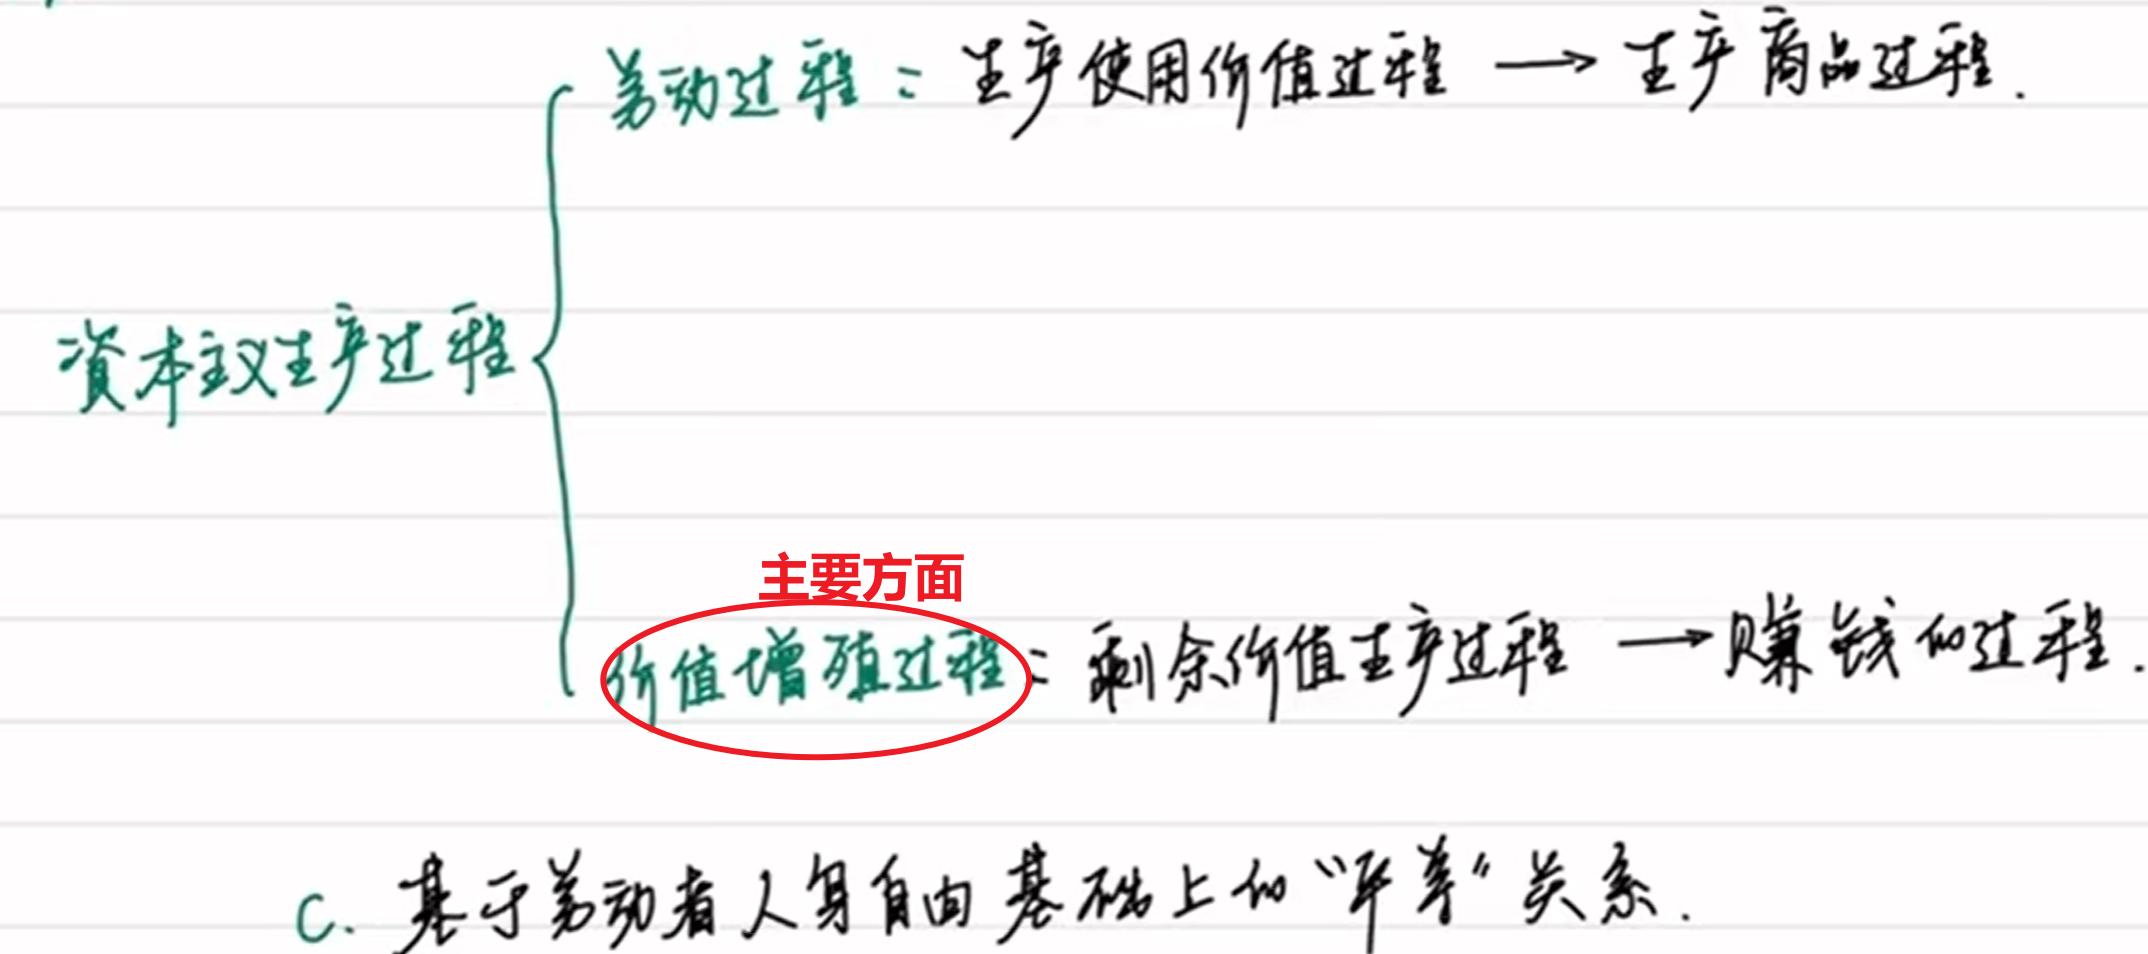 劳动过程：生产使用价值过程 → 生产商品过程.
资本主义生产过程
主要方面
价值增殖过程：剩余价值生产过程 → 赚钱的过程.
C. 基于劳动者人身自由基础上的“平等”关系.